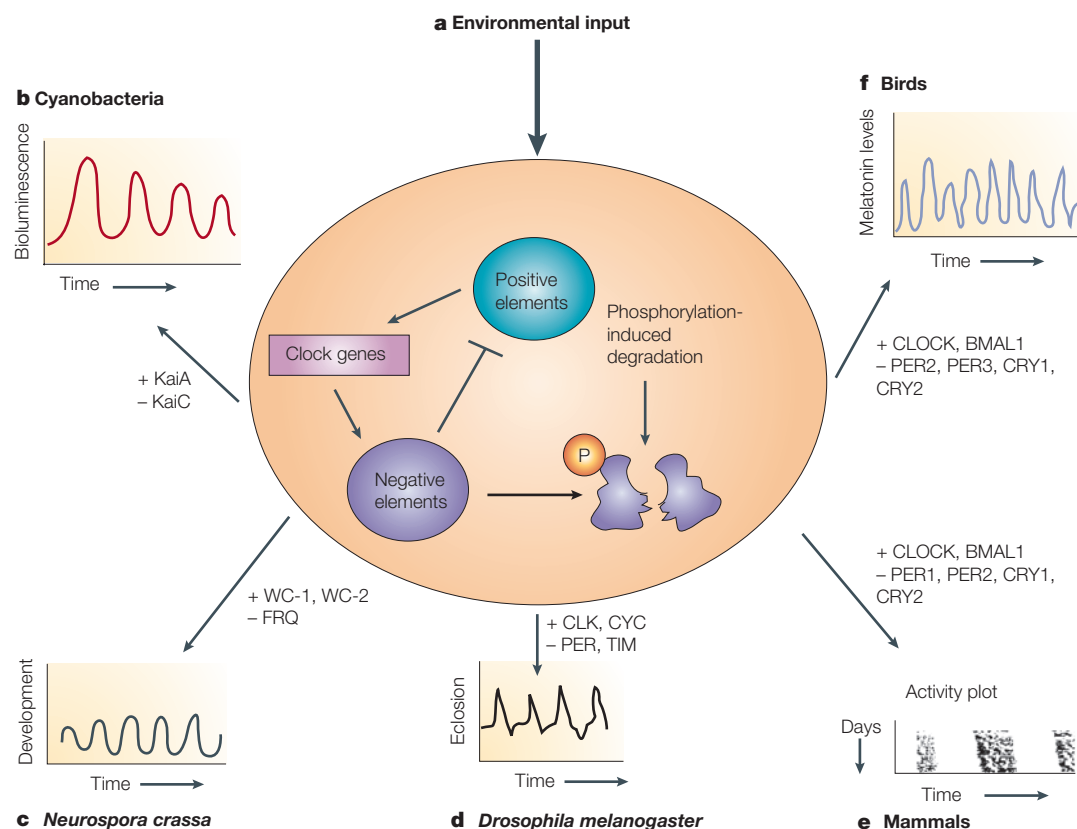 a Environmental input
b Cyanobacteria
Bioluminescence
Time
f Birds
Melatonin levels
Time
Positive
elements
Clock genes
Negative
elements
Phosphorylation-
induced
degradation
P
+ KaiA
– KaiC
+ CLOCK, BMAL1
– PER2, PER3, CRY1,
CRY2
+ WC-1, WC-2
– FRQ
+ CLK, CYC
– PER, TIM
+ CLOCK, BMAL1
– PER1, PER2, CRY1,
CRY2
Development
Time
c Neurospora crassa
Eclosion
Time
d Drosophila melanogaster
Activity plot
Days
Time
e Mammals